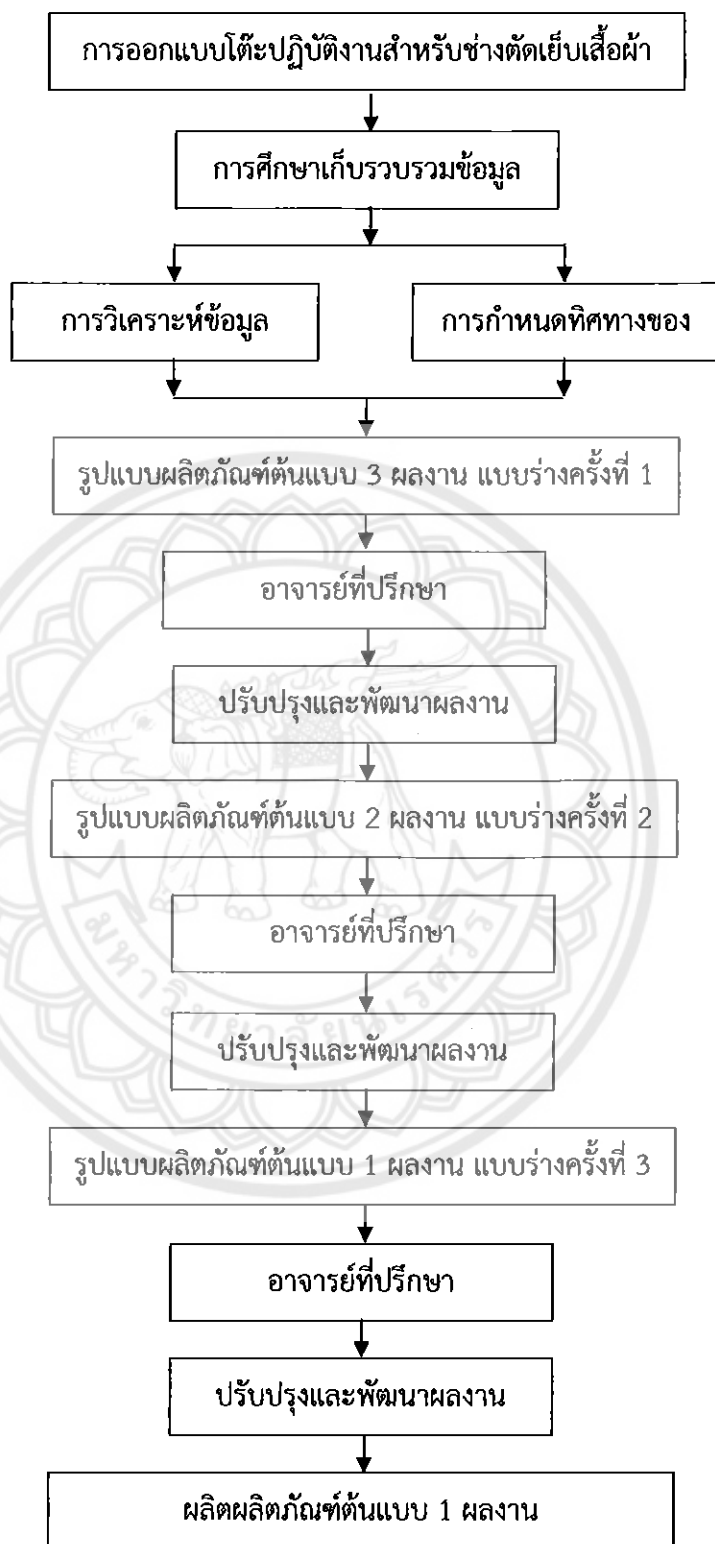 การออกแบบโต๊ะปฏิบัติงานสำหรับช่างตัดเย็บเสื้อผ้า
การศึกษาเก็บรวบรวมข้อมูล
การวิเคราะห์ข้อมูล
การกำหนดทิศทางของ
รูปแบบผลิตภัณฑ์ต้นแบบ 3 ผลงาน แบบร่างครั้งที่ 1
อาจารย์ที่ปรึกษา
ปรับปรุงและพัฒนาผลงาน
รูปแบบผลิตภัณฑ์ต้นแบบ 2 ผลงาน แบบร่างครั้งที่ 2
อาจารย์ที่ปรึกษา
มหาวิทยาลัยนเรศวร
ปรับปรุงและพัฒนาผลงาน
รูปแบบผลิตภัณฑ์ต้นแบบ 1 ผลงาน แบบร่างครั้งที่ 3
อาจารย์ที่ปรึกษา
ปรับปรุงและพัฒนาผลงาน
ผลิตผลิตภัณฑ์ต้นแบบ 1 ผลงาน